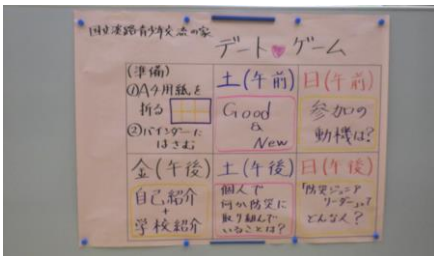 国立淡路青少年交流の家
デート♥ゲーム
(準備)
①A4用紙を
折る
②バインダーに
はさむ
土(午前)
Good
&
New
日(午前)
参加の
動機は?
金(午後)
自己紹介
+
学校紹介
土(午後)
個人で
何か防災に
取り組んで
いることは?
日(午後)
「防災ジュニア
リーダー」って
どんな人?